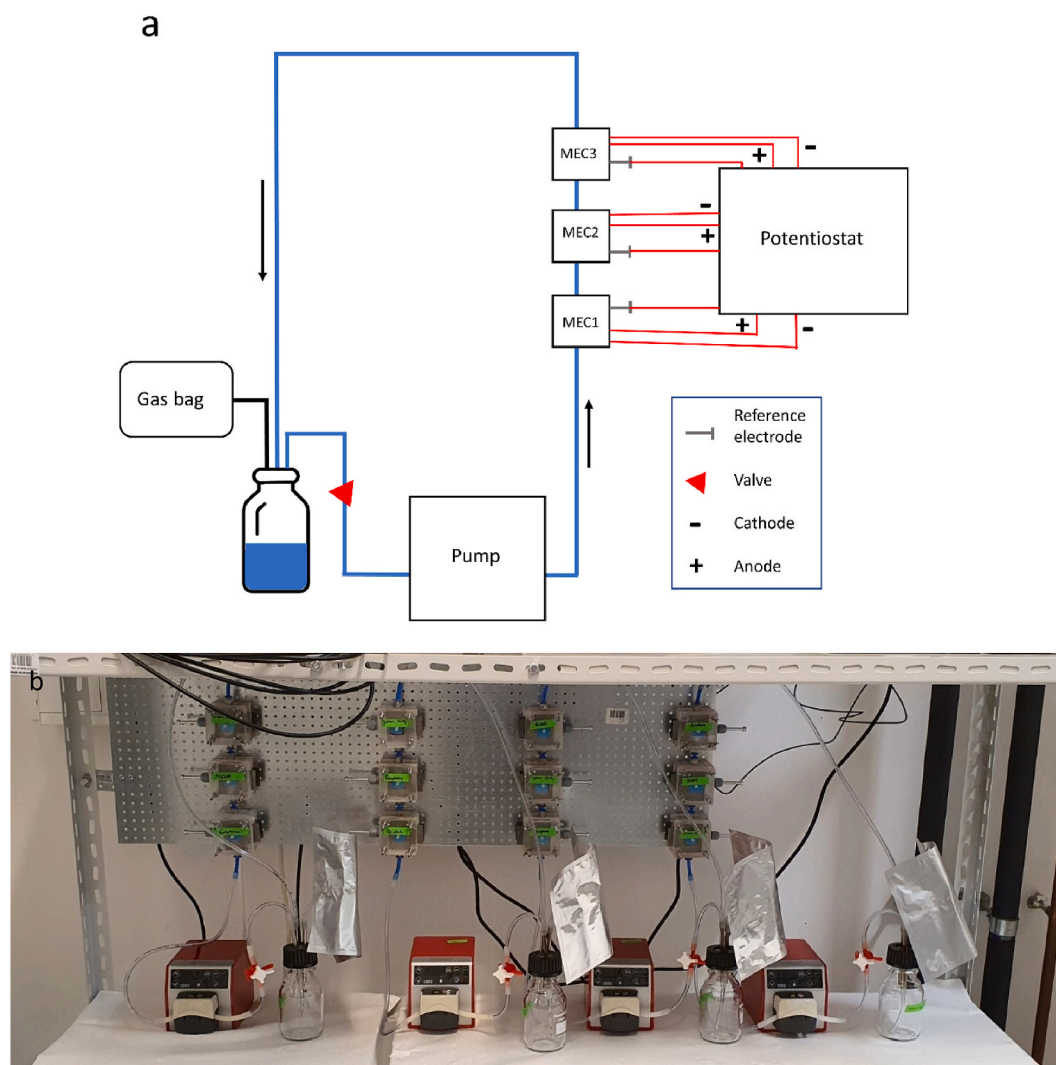 a
MEC3
+
-
MEC2
-
+
Potentiostat
MEC1
+
-
Gas bag
Pump
Reference
electrode
Valve
- Cathode
+ Anode
b